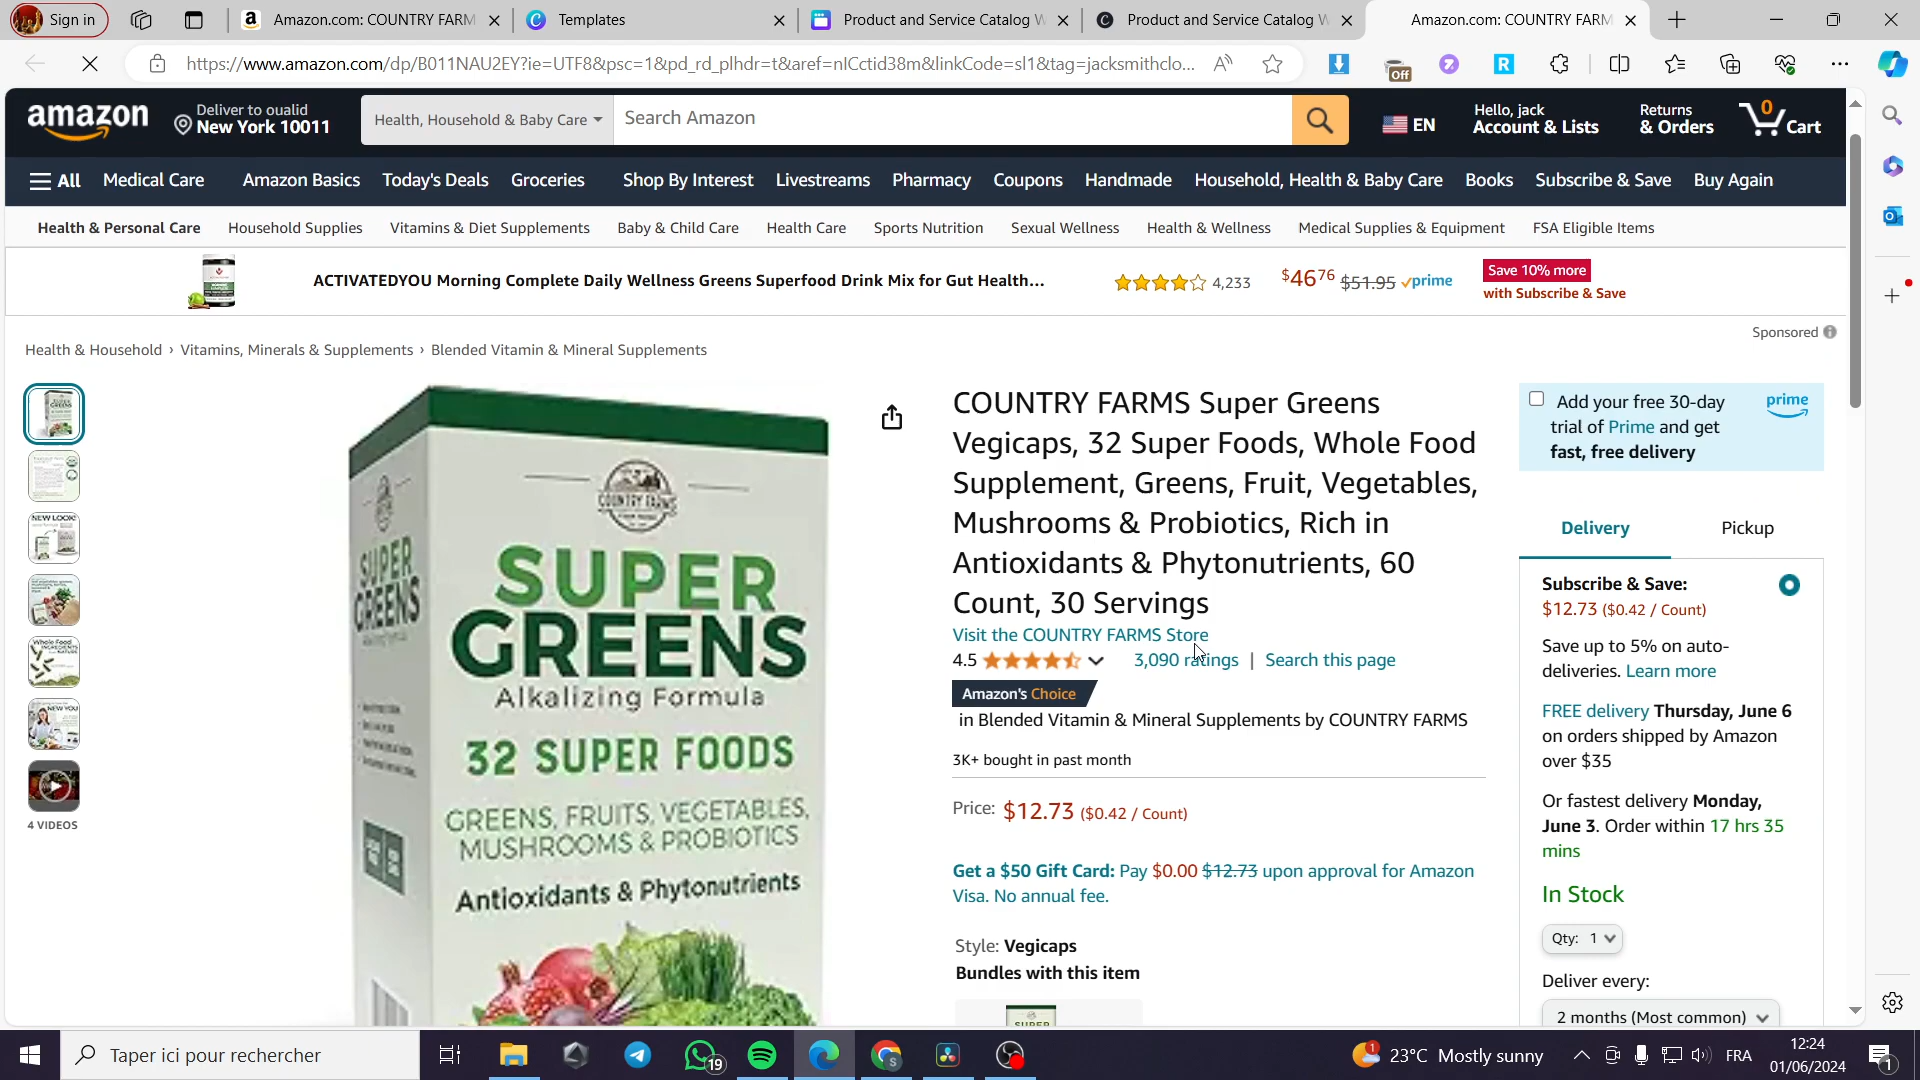 Sign in
Amazon.com: COUNTRY FARM
Templates
Product and Service Catalog W
Product and Service Catalog W
Amazon.com: COUNTRY FARM
https://www.amazon.com/dp/B011NAU2EY?ie=UTF8&psc=1&pd_rd_plhdr=t&aref=nICctid38m&linkCode=sl1&tag=jacksmithclo...
Off
amazon
Deliver to oualid
New York 10011
Health, Household & Baby Care
Search Amazon
EN
Hello, jack
Account & Lists
Returns
& Orders
0
Cart
All
Medical Care
Amazon Basics
Today's Deals
Groceries
Shop By Interest
Livestreams
Pharmacy
Coupons
Handmade
Household, Health & Baby Care
Books
Subscribe & Save
Buy Again
Health & Personal Care
Household Supplies
Vitamins & Diet Supplements
Baby & Child Care
Health Care
Sports Nutrition
Sexual Wellness
Health & Wellness
Medical Supplies & Equipment
FSA Eligible Items
ACTIVATEDYOU Morning Complete Daily Wellness Greens Superfood Drink Mix for Gut Health...
4,233
$46 76 $51.95 prime
Save 10% more
with Subscribe & Save
Sponsored
Health & Household › Vitamins, Minerals & Supplements › Blended Vitamin & Mineral Supplements
4 VIDEOS
COUNTRY FARMS
SUPER
GREENS
Alkalizing Formula
32 SUPER FOODS
GREENS, FRUITS, VEGETABLES,
MUSHROOMS & PROBIOTICS
Antioxidants & Phytonutrients
SUPER
GREENS
COUNTRY FARMS Super Greens
Vegicaps, 32 Super Foods, Whole Food
Supplement, Greens, Fruit, Vegetables,
Mushrooms & Probiotics, Rich in
Antioxidants & Phytonutrients, 60
Count, 30 Servings
Visit the COUNTRY FARMS Store
4.5
3,090 ratings | Search this page
Amazon's Choice
in Blended Vitamin & Mineral Supplements by COUNTRY FARMS
3K+ bought in past month
Price: $12.73 ($0.42 / Count)
Get a $50 Gift Card: Pay $0.00 $12.73 upon approval for Amazon
Visa. No annual fee.
Style: Vegicaps
Bundles with this item
SUPER
Add your free 30-day
trial of Prime and get
fast, free delivery
prime
Delivery
Pickup
Subscribe & Save:
$12.73 ($0.42 / Count)
Save up to 5% on auto-
deliveries. Learn more
FREE delivery Thursday, June 6
on orders shipped by Amazon
over $35
Or fastest delivery Monday,
June 3. Order within 17 hrs 35
mins
In Stock
Qty: 1
Deliver every:
2 months (Most common)
Taper ici pour rechercher
19
1
23°C Mostly sunny
FRA
12:24
01/06/2024
1